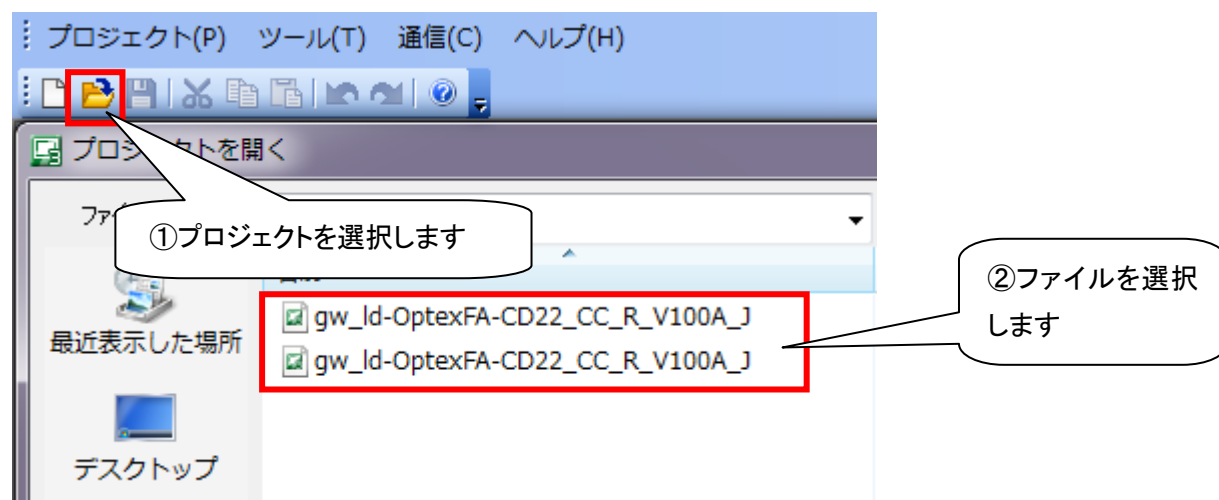 プロジェクト(P) ツール(T) 通信(C) ヘルプ(H)
プロジェクトを開く
①プロジェクトを選択します
gw_ld-OptexFA-CD22_CC_R_V100A_J
gw_ld-OptexFA-CD22_CC_R_V100A_J
②ファイルを選択
します
最近表示した場所
デスクトップ